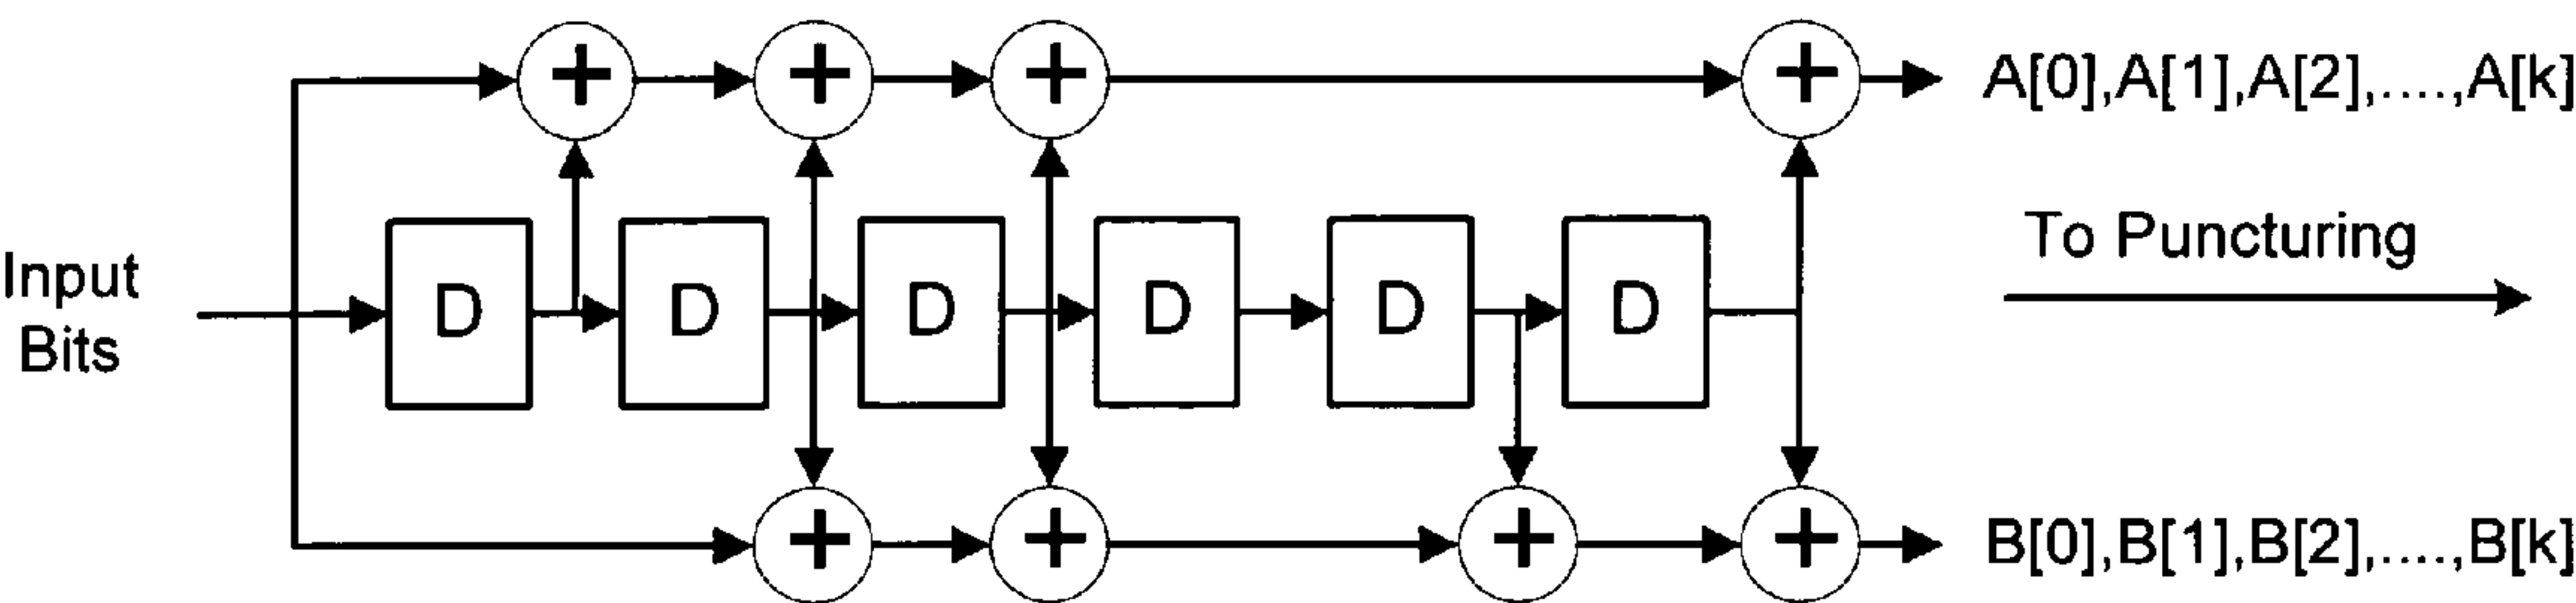 + + + + A[0],A[1],A[2],....,A[k]
Input
Bits
D D D D D D
To Puncturing
+ + + + B[0],B[1],B[2],....,B[k]